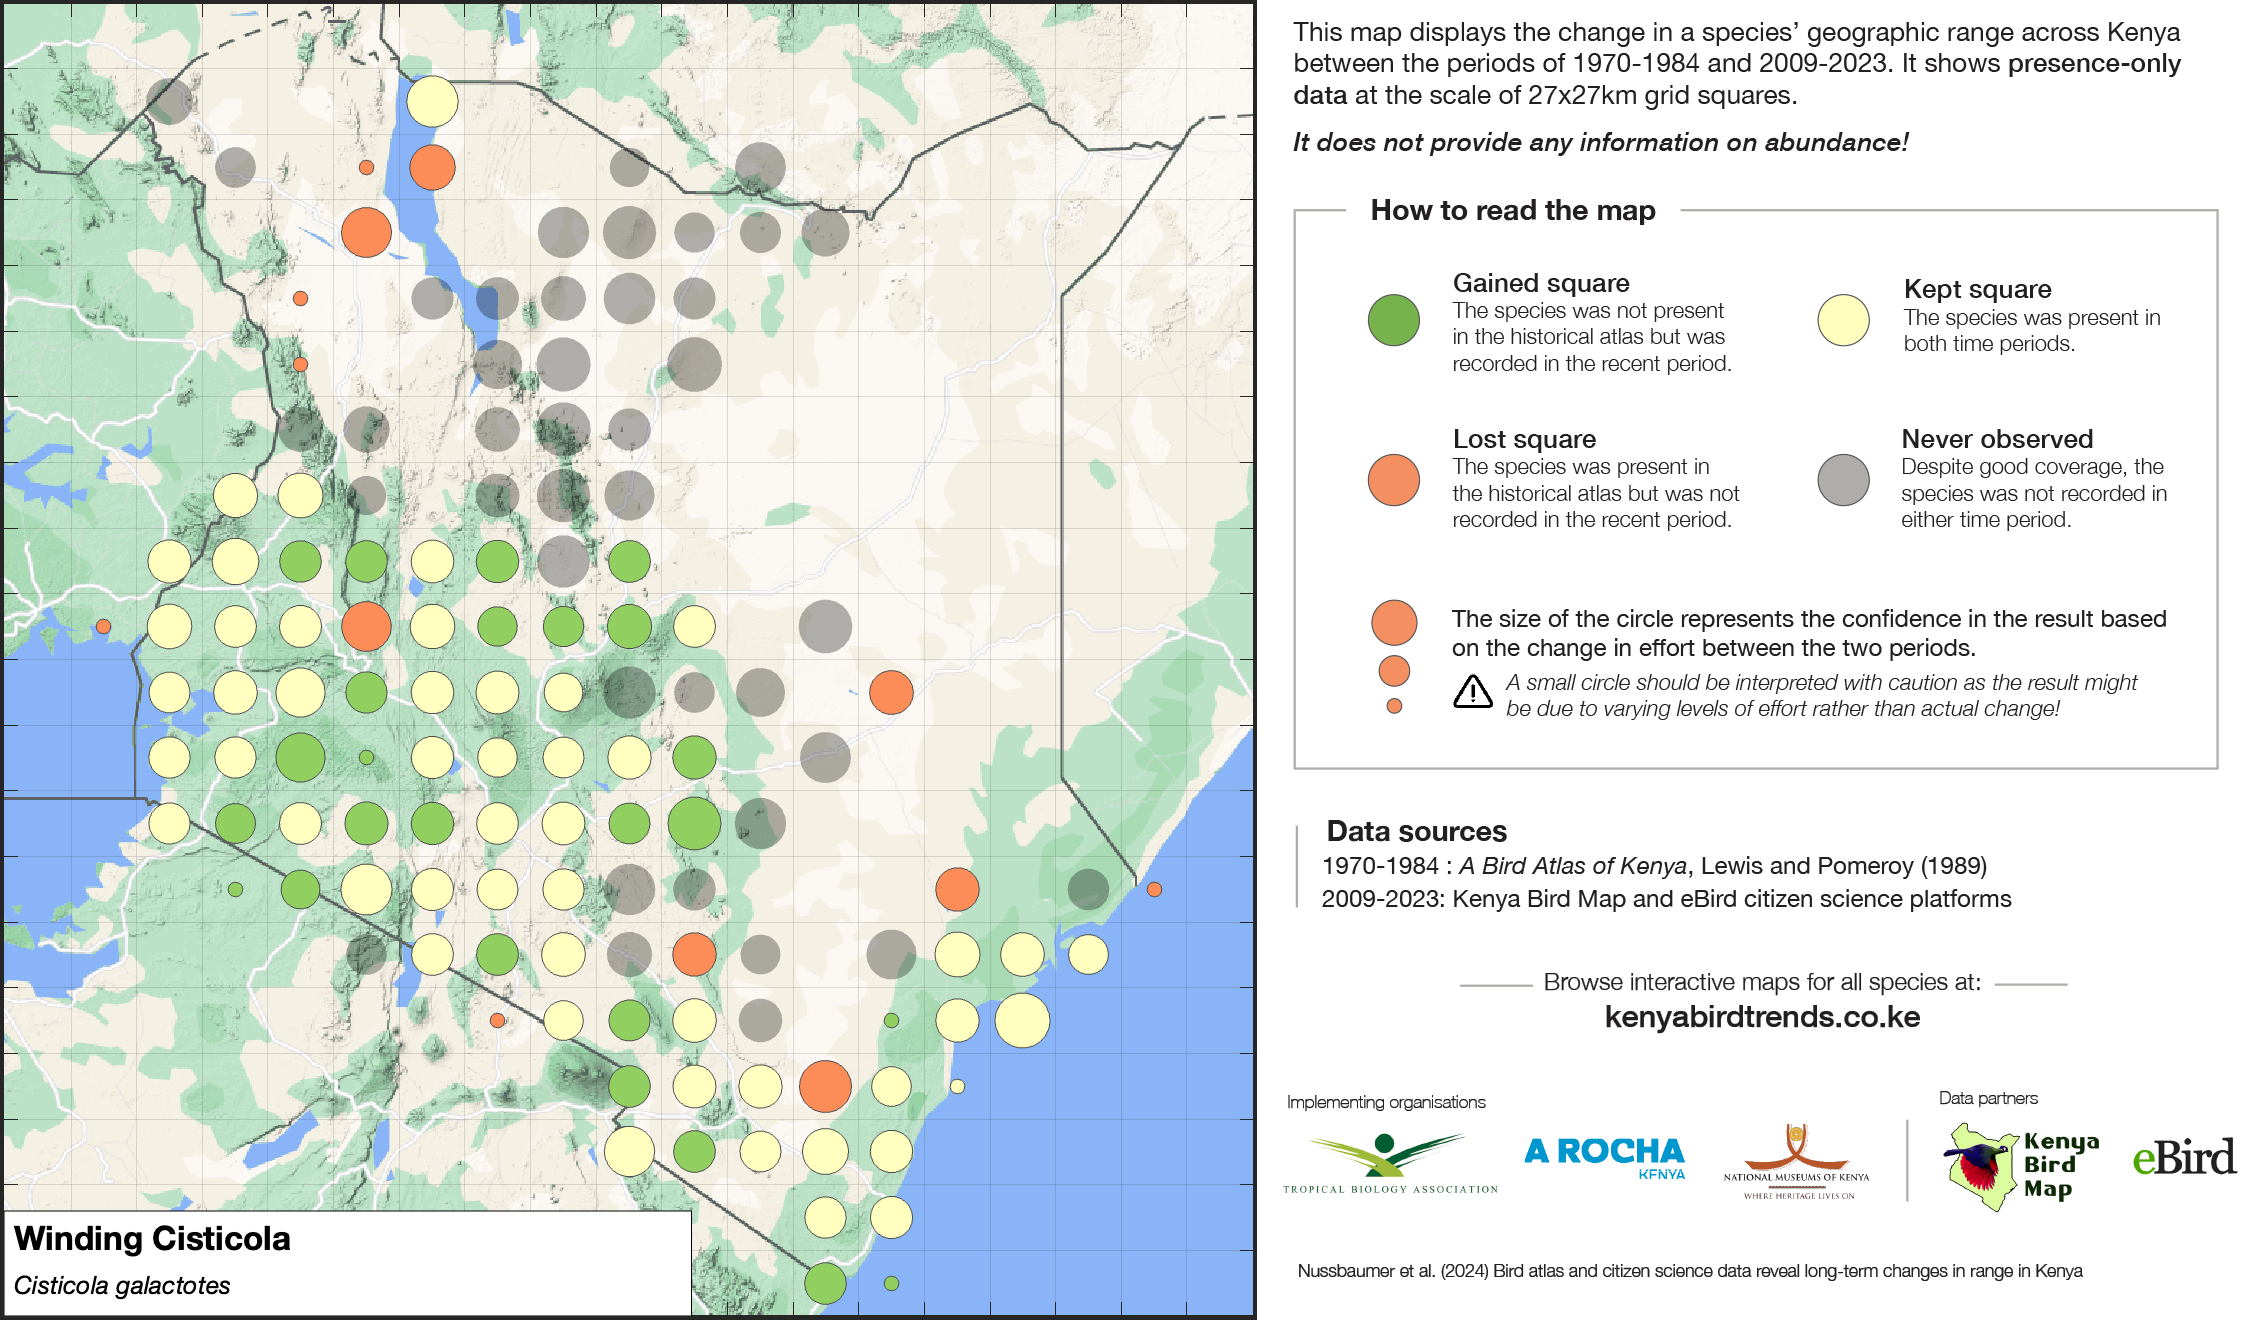 This map displays the change in a species’ geographic range across Kenya
between the periods of 1970-1984 and 2009-2023. It shows presence-only
data at the scale of 27x27km grid squares.
It does not provide any information on abundance!
How to read the map
Gained square
The species was not present
in the historical atlas but was
recorded in the recent period.
Kept square
The species was present in
both time periods.
Lost square
The species was present in
the historical atlas but was not
recorded in the recent period.
Never observed
Despite good coverage, the
species was not recorded in
either time period.
The size of the circle represents the confidence in the result based
on the change in effort between the two periods.
A small circle should be interpreted with caution as the result might
be due to varying levels of effort rather than actual change!
Data sources
1970-1984 : A Bird Atlas of Kenya, Lewis and Pomeroy (1989)
2009-2023: Kenya Bird Map and eBird citizen science platforms
Browse interactive maps for all species at:
kenyabirdtrends.co.ke
Implementing organisations
Data partners
TROPICAL BIOLOGY ASSOCIATION
A ROCHA
KENYA
NATIONAL MUSEUMS OF KENYA
WHERE HERITAGE LIVES ON
Kenya
Bird
Map
eBird
Nussbaumer et al. (2024) Bird atlas and citizen science data reveal long-term changes in range in Kenya
Winding Cisticola
Cisticola galactotes